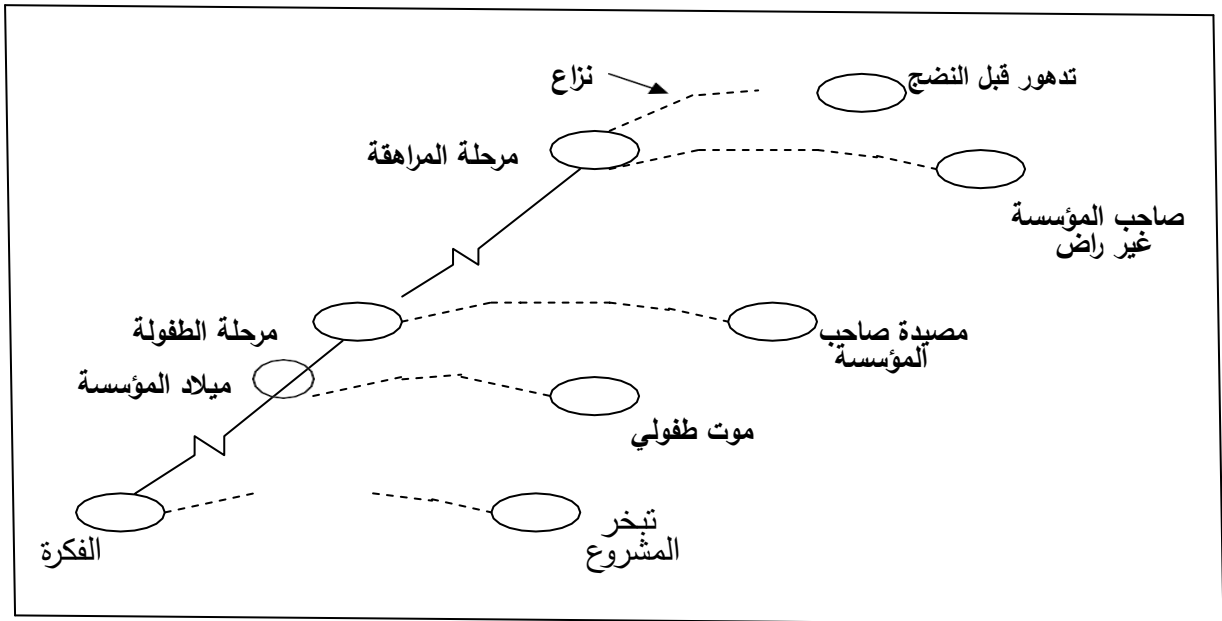 نزاع
تدهور قبل النضج
مرحلة المراهقة
صاحب المؤسسة
غير راض
مرحلة الطفولة
مصيدة صاحب
المؤسسة
ميلاد المؤسسة
موت طفولي
تبخر
المشروع
الفكرة